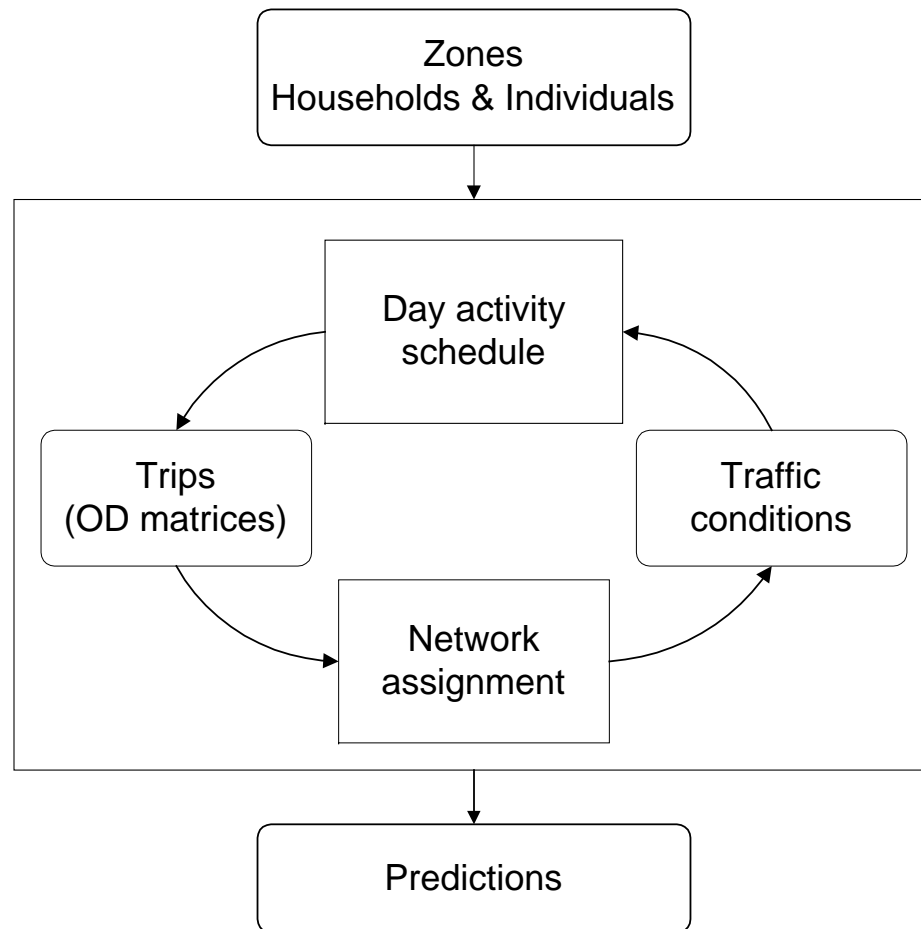 Zones
Households & Individuals
Day activity
schedule
Trips
(OD matrices)
Traffic
conditions
Network
assignment
Predictions